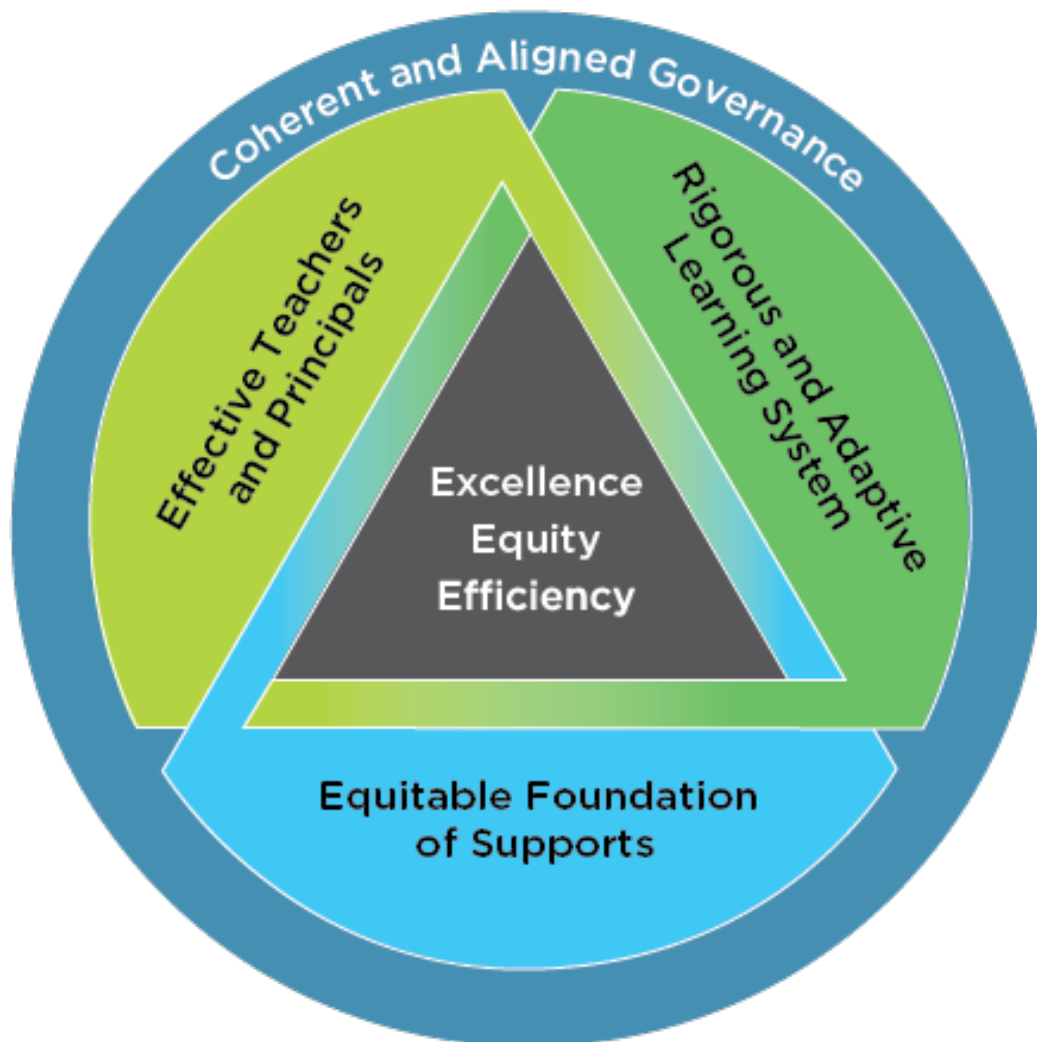 Coherent and Aligned Governance
Effective Teachers
and Principals
Rigorous and Adaptive
Learning System
Excellence
Equity
Efficiency
Equitable Foundation
of Supports